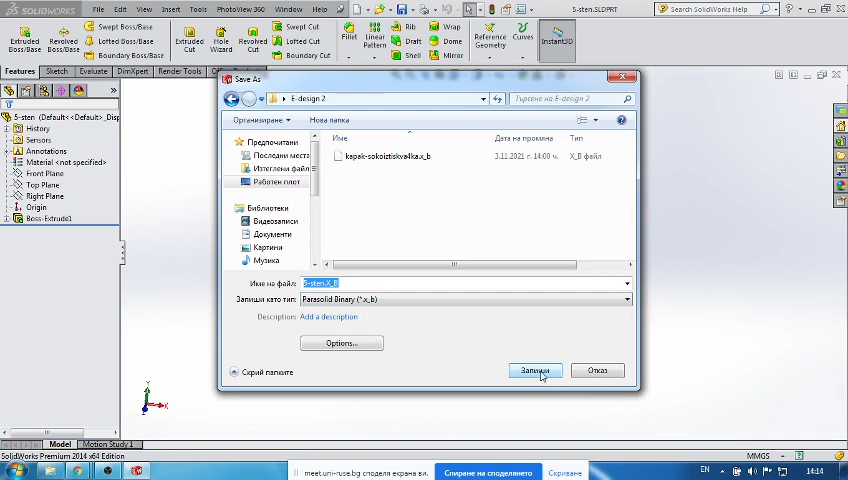 SOLIDWORKS File Edit View Insert Tools PhotoView 360 Window Help 5-sten.SLDPRT Search SolidWorks Help
Extruded Boss/Base Revolved Boss/Base Swept Boss/Base Lofted Boss/Base Boundary Boss/Base Extruded Cut Hole Wizard Revolved Cut Swept Cut Lofted Cut Boundary Cut Fillet Linear Pattern Rib Draft Shell Wrap Dome Mirror Reference Geometry Curves Instant3D
Features Sketch Evaluate DimXpert Render Tools
5-sten (Default<<Default>_Disp
History
Sensors
Annotations
Material <not specified>
Front Plane
Top Plane
Right Plane
Origin
Boss-Extrude1
Save As
E-design 2 Търсене на E-design 2
Организиране Нова папка
Предпочитани
Последни места
Изтеглени файл
Работен плот
Библиотеки
Видеозаписи
Документи
Картини
Музика
Име Дата на промяна Тип
kapak-sokoiztiskva4ka.x_b 3.11.2021 г. 14:00 ч. X_B файл
Име на файл: 5-sten.X_B
Запиши като тип: Parasolid Binary (*.x_b)
Description: Add a description
Options...
Скрий папките Запиши Отказ
Y
X
Z
Model Motion Study 1
SolidWorks Premium 2014 x64 Edition MMGS
meet.uni-ruse.bg споделя екрана ви. Спиране на споделянето Скриване
EN 14:14